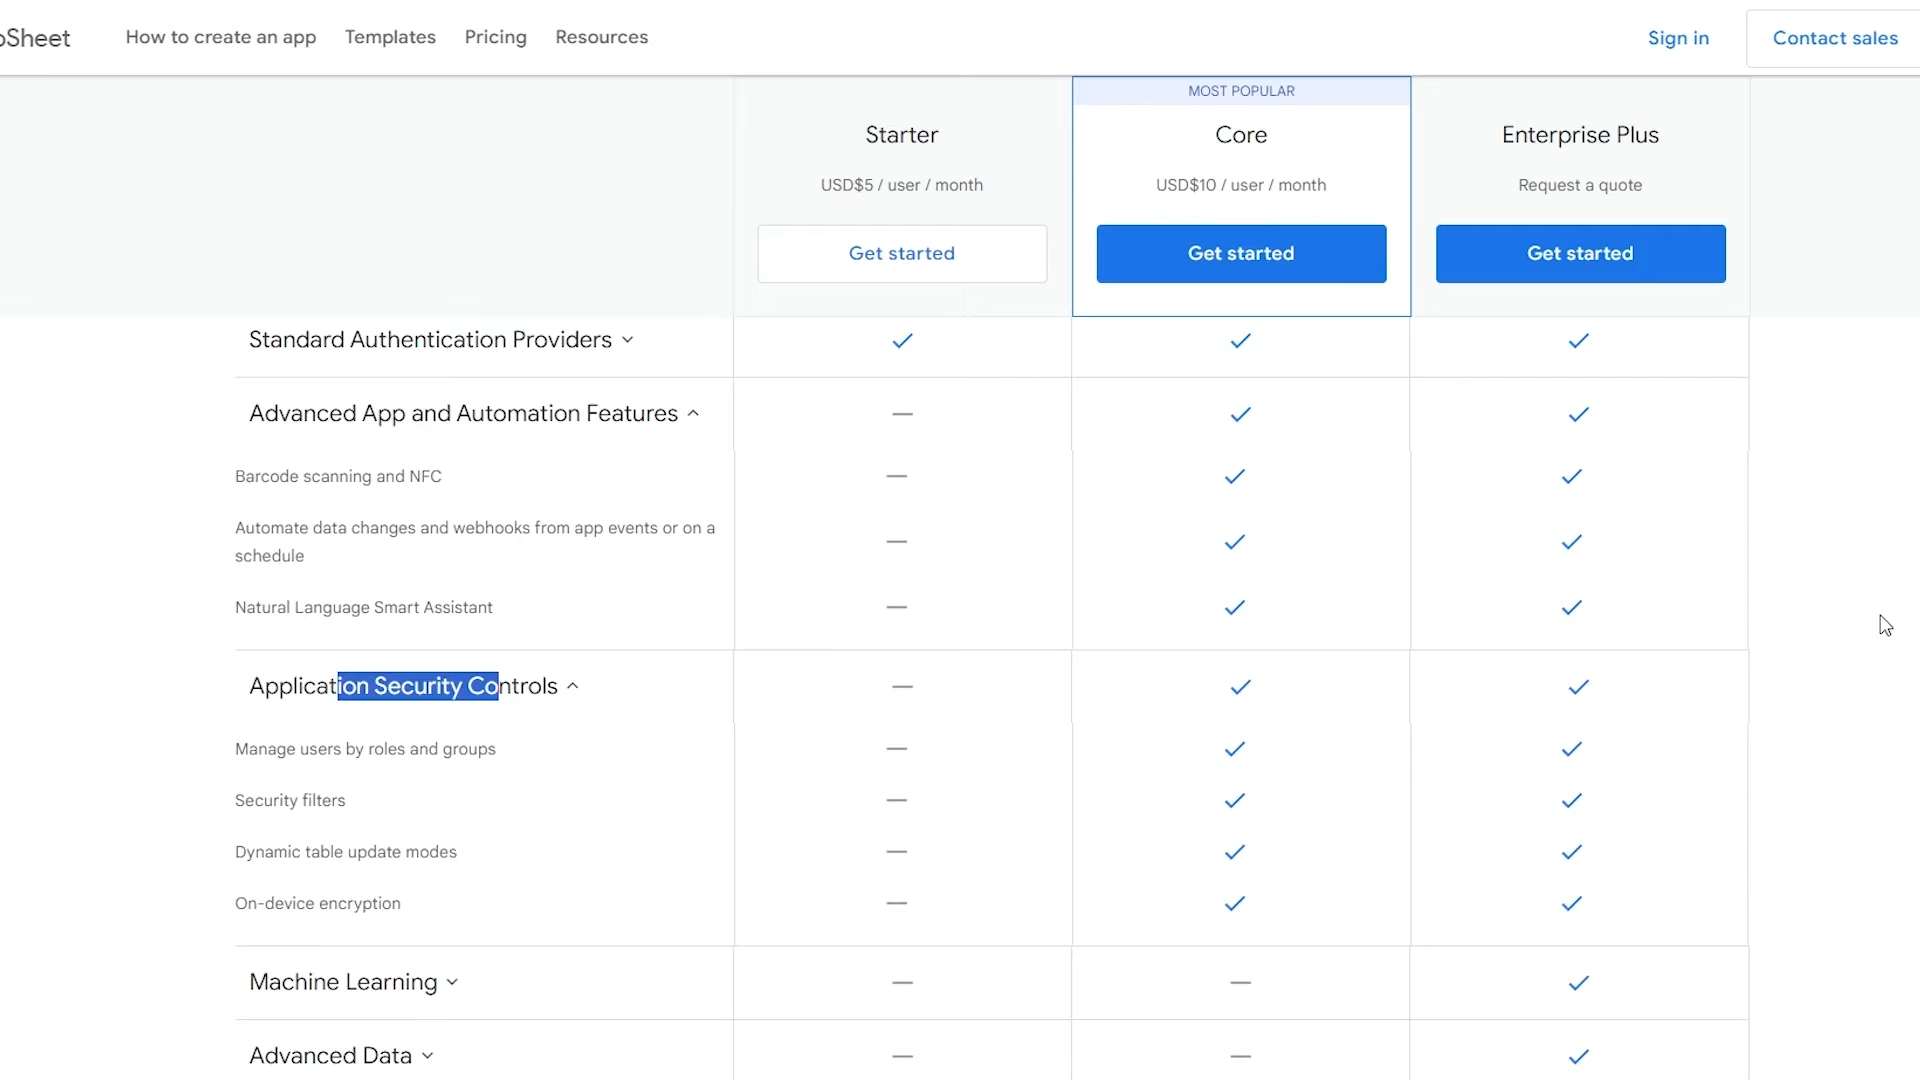 oSheet
How to create an app Templates Pricing Resources Sign in Contact sales
MOST POPULAR
Starter Core Enterprise Plus
USD$5 / user / month USD$10 / user / month Request a quote
Get started Get started Get started
Standard Authentication Providers
Advanced App and Automation Features
Barcode scanning and NFC
Automate data changes and webhooks from app events or on a
schedule
Natural Language Smart Assistant
Application Security Controls
Manage users by roles and groups
Security filters
Dynamic table update modes
On-device encryption
Machine Learning
Advanced Data